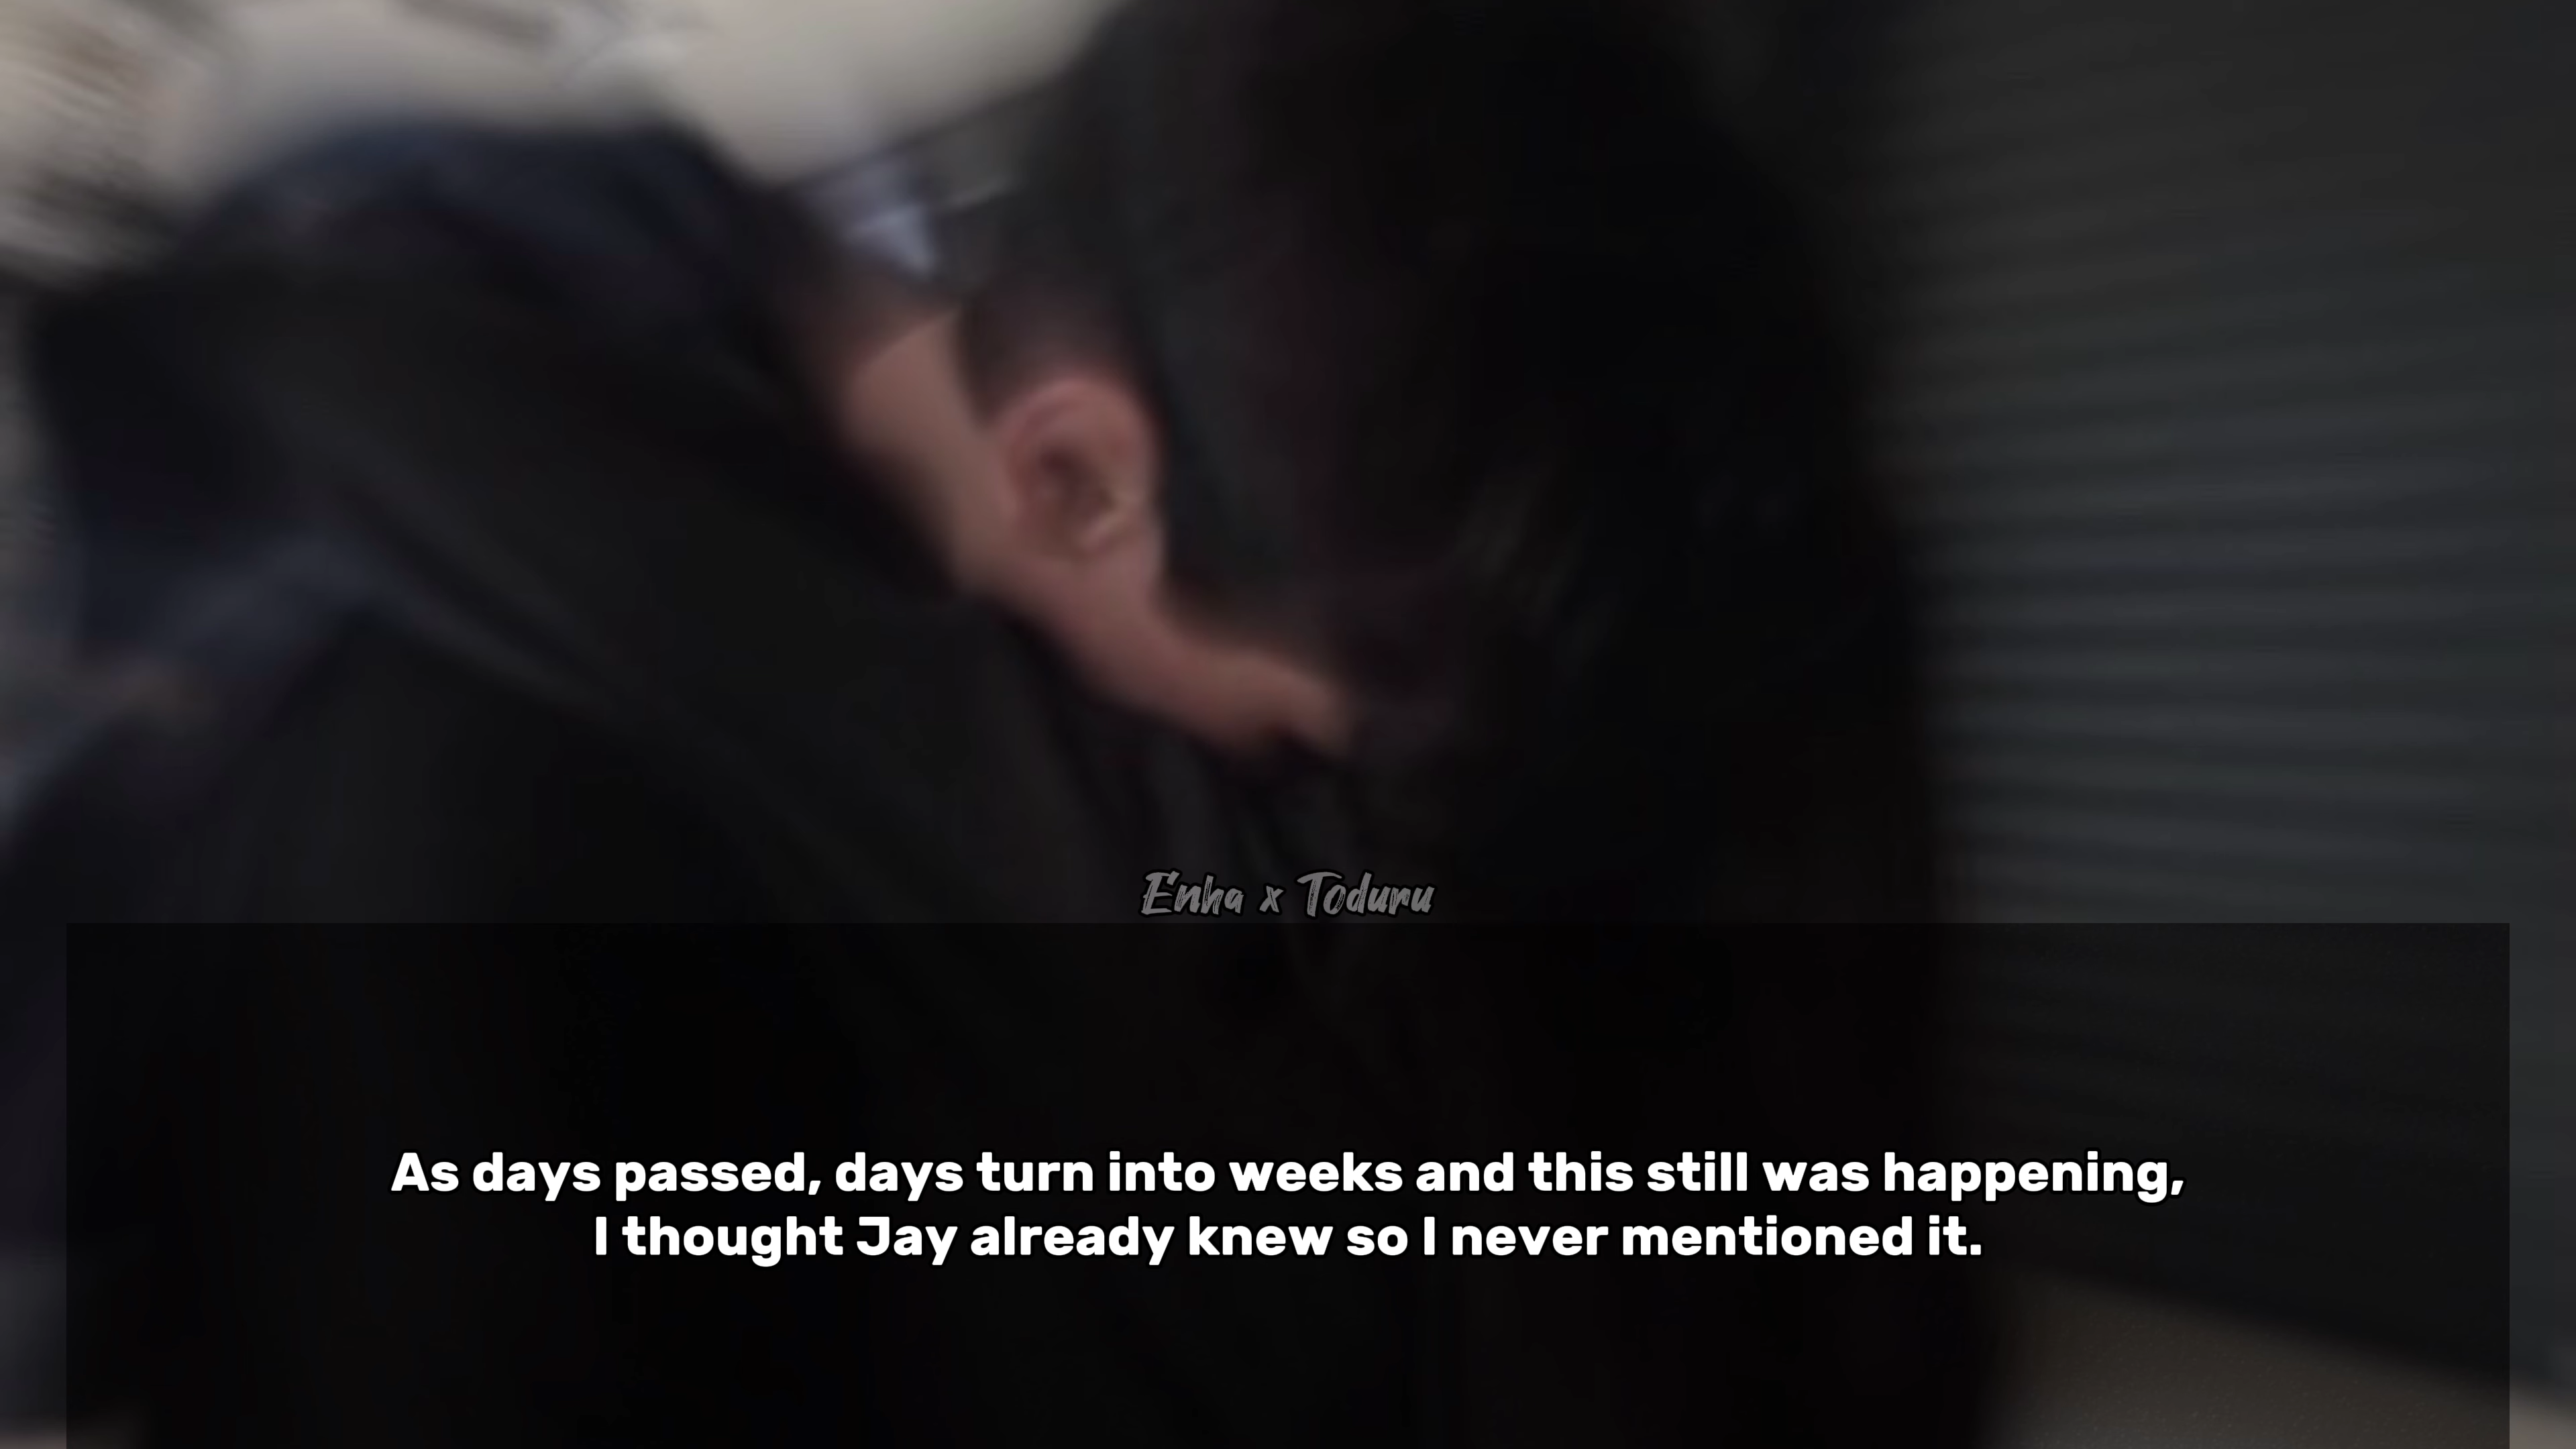 Enha x Toduru
As days passed, days turn into weeks and this still was happening,
I thought Jay already knew so I never mentioned it.